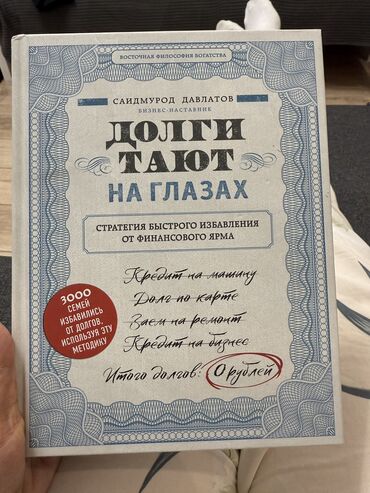 ВОСТОЧНАЯ ФИЛОСОФИЯ БОГАТСТВА
САИДМУРОД ДАВЛАТОВ
БИЗНЕС-НАСТАВНИК
ДОЛГИ
ТАЮТ
НА ГЛАЗАХ
СТРАТЕГИЯ БЫСТРОГО ИЗБАВЛЕНИЯ
ОТ ФИНАНСОВОГО ЯРМА
Кредит на машину
Долг по карте
Заем на ремонт
Кредит на бизнес
Итого долгов: 0 рублей
3000
СЕМЕЙ
ИЗБАВИЛИСЬ
ОТ ДОЛГОВ,
ИСПОЛЬЗУЯ ЭТУ
МЕТОДИКУ